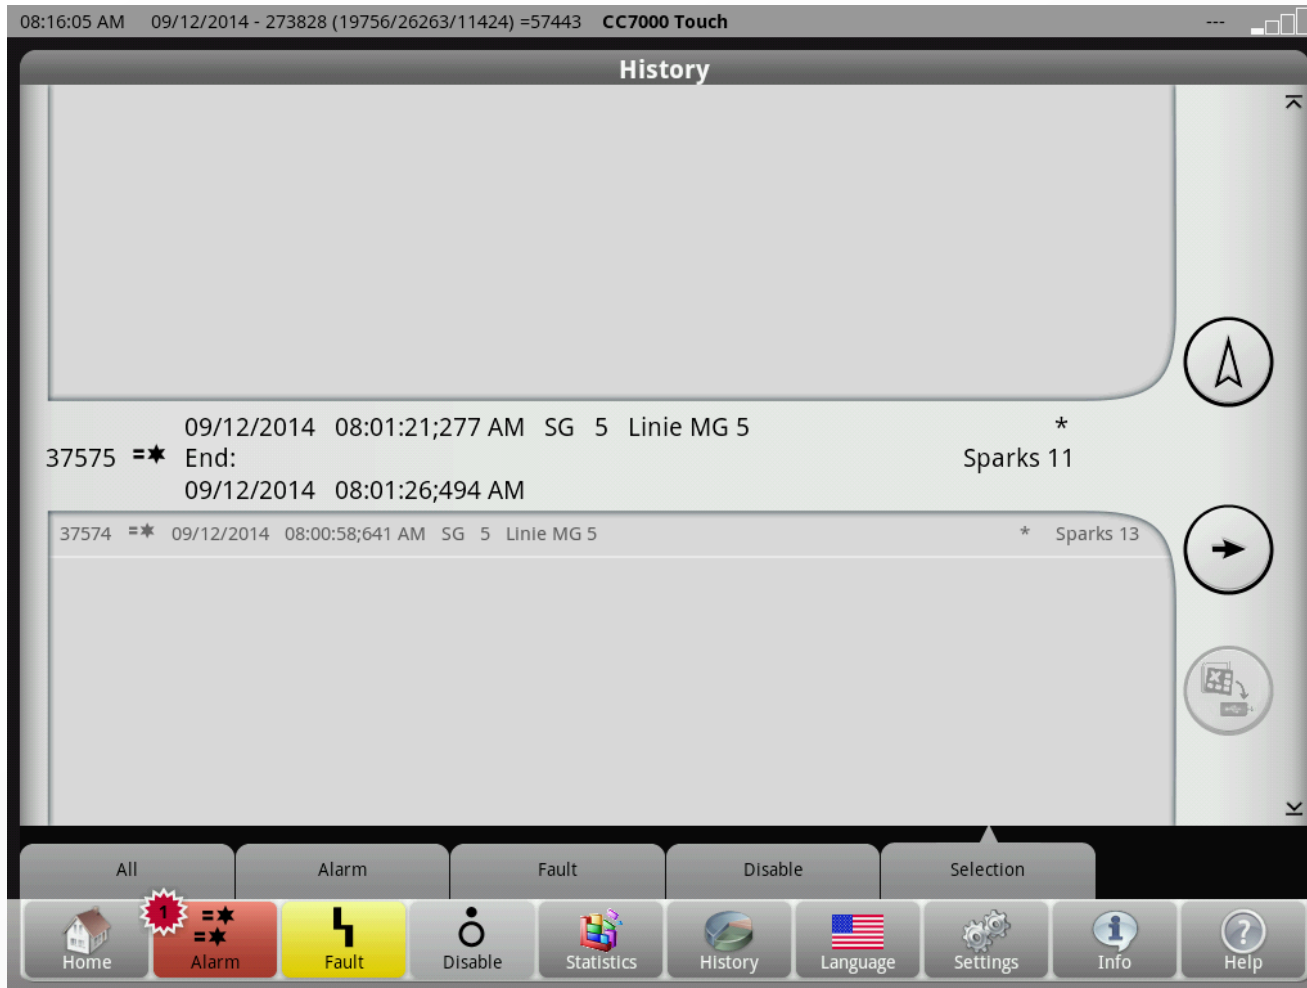 08:16:05 AM 09/12/2014 - 273828 (19756/26263/11424) =57443 CC7000 Touch ---
History
09/12/2014 08:01:21;277 AM SG 5 Linie MG 5 *
37575 =✶ End: Sparks 11
09/12/2014 08:01:26;494 AM
37574 =✶ 09/12/2014 08:00:58;641 AM SG 5 Linie MG 5 * Sparks 13
All Alarm Fault Disable Selection
1
Home Alarm Fault Disable Statistics History Language Settings Info Help